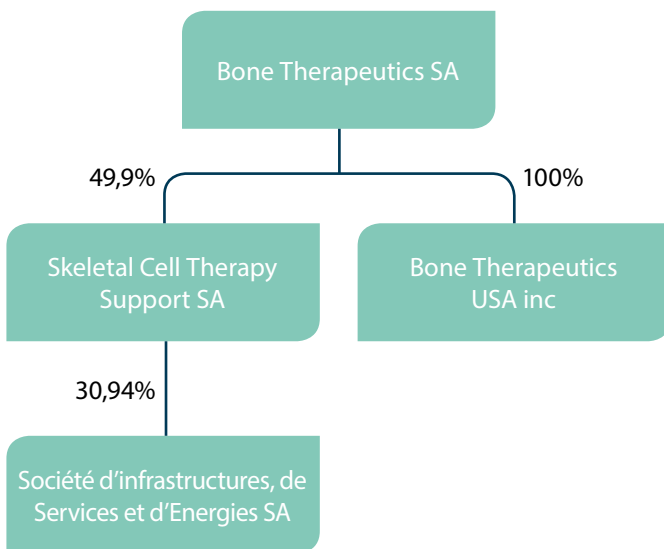 Bone Therapeutics SA
49,9%
100%
Skeletal Cell Therapy
Support SA
Bone Therapeutics
USA inc
30,94%
Société d’infrastructures, de
Services et d’Energies SA